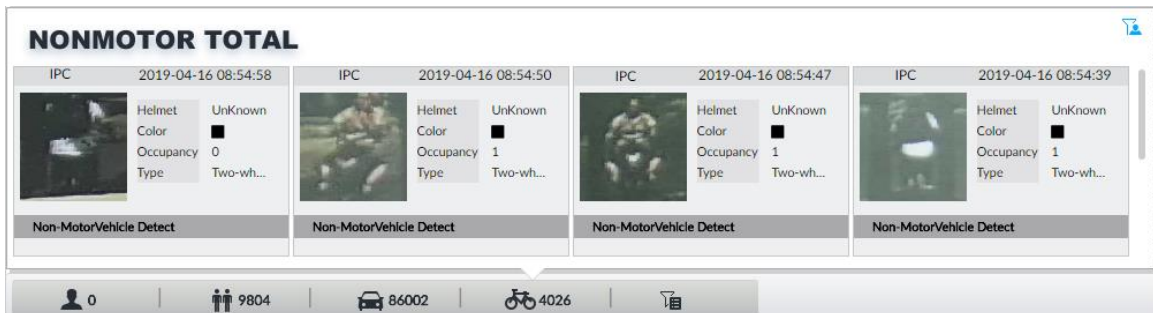 NONMOTOR TOTAL
IPC 2019-04-16 08:54:58
Helmet UnKnown
Color
Occupancy 0
Type Two-wh...
Non-MotorVehicle Detect
IPC 2019-04-16 08:54:50
Helmet UnKnown
Color
Occupancy 1
Type Two-wh...
Non-MotorVehicle Detect
IPC 2019-04-16 08:54:47
Helmet UnKnown
Color
Occupancy 1
Type Two-wh...
Non-MotorVehicle Detect
IPC 2019-04-16 08:54:39
Helmet UnKnown
Color
Occupancy 1
Type Two-wh...
Non-MotorVehicle Detect
0 9804 86002 4026